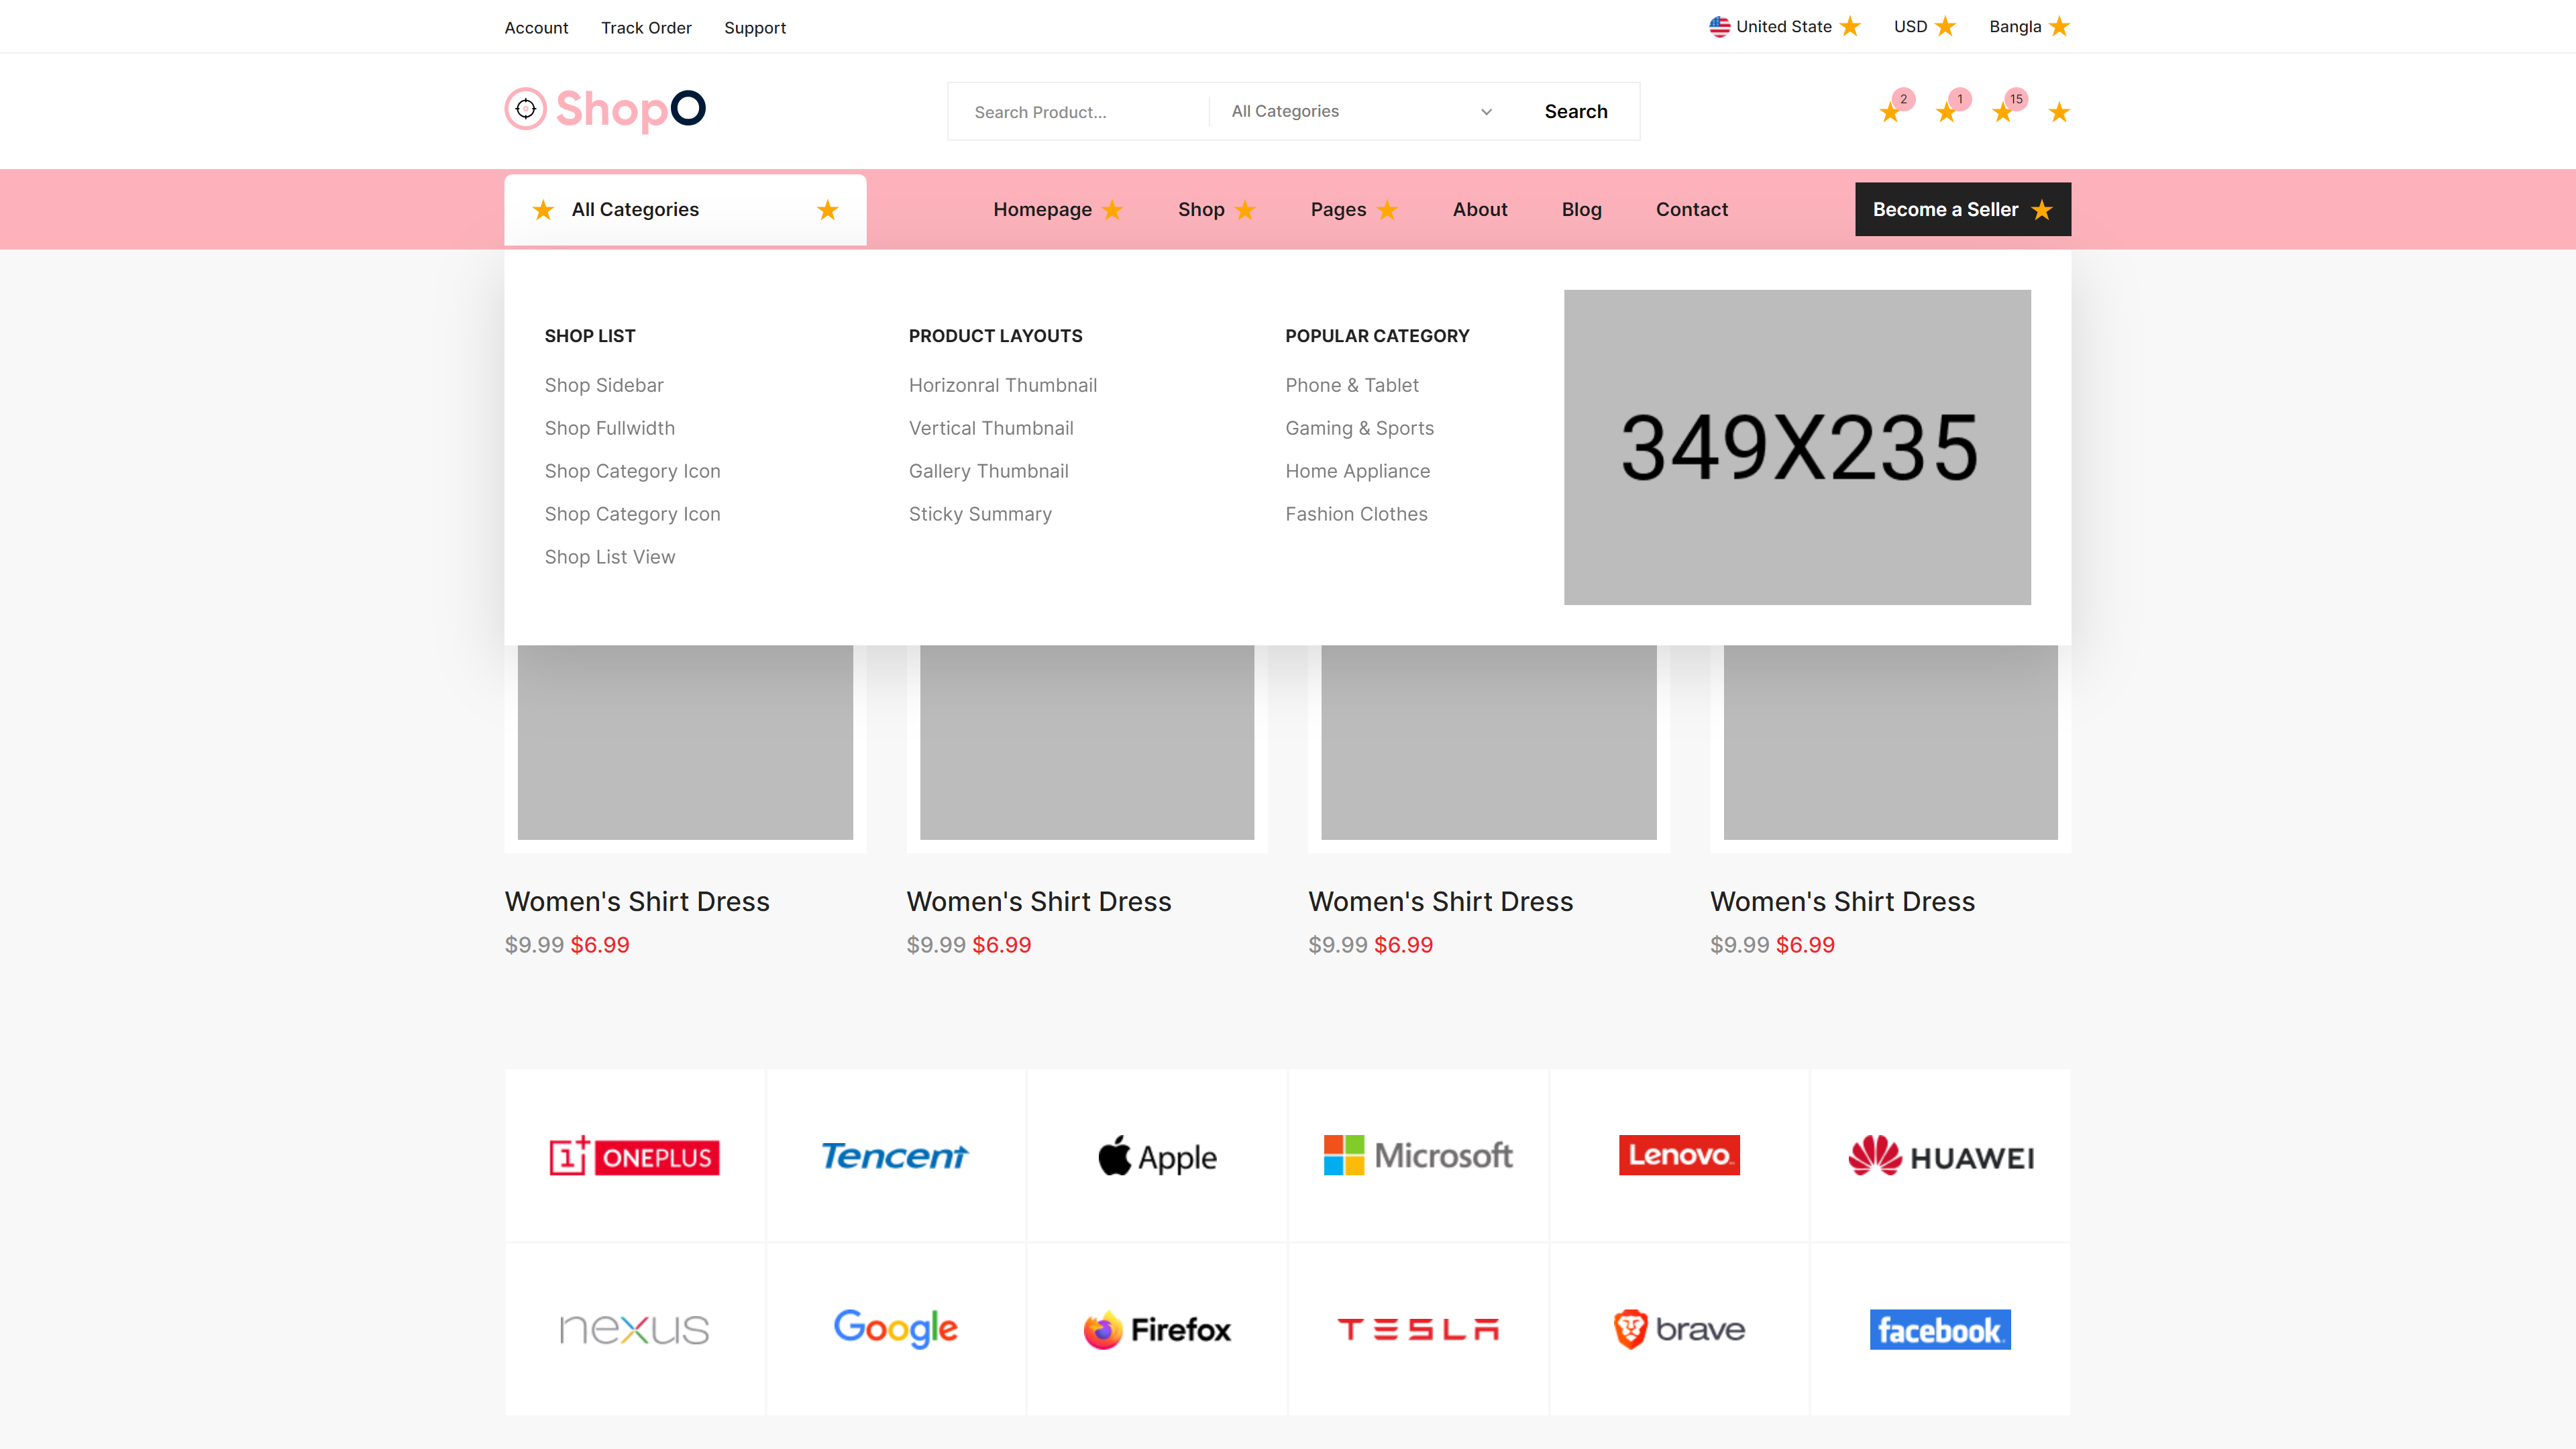 Account Track Order Support United State USD Bangla
ShopO Search Product... All Categories Search 2 1 15
All Categories Homepage Shop Pages About Blog Contact Become a Seller
SHOP LIST
Shop Sidebar
Shop Fullwidth
Shop Category Icon
Shop Category Icon
Shop List View
PRODUCT LAYOUTS
Horizonral Thumbnail
Vertical Thumbnail
Gallery Thumbnail
Sticky Summary
POPULAR CATEGORY
Phone & Tablet
Gaming & Sports
Home Appliance
Fashion Clothes
349X235
Women's Shirt Dress
$9.99 $6.99
Women's Shirt Dress
$9.99 $6.99
Women's Shirt Dress
$9.99 $6.99
Women's Shirt Dress
$9.99 $6.99
1+ ONEPLUS
Tencent
Apple
Microsoft
Lenovo
HUAWEI
nexus
Google
Firefox
TESLA
brave
facebook